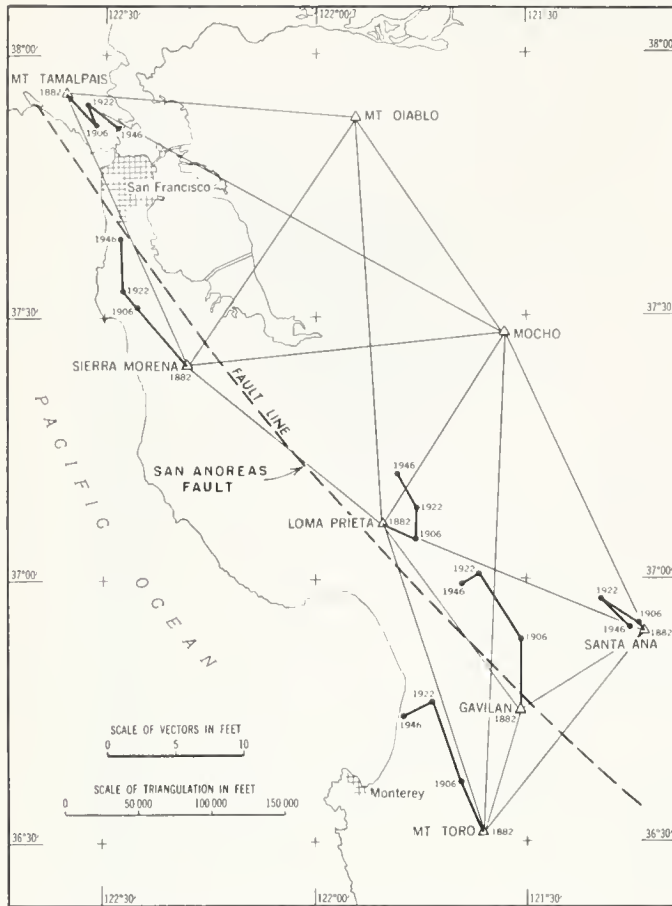 122°30'
122°00'
121°30'
38°00'
38°00'
MT TAMALPAIS
1882
1922
1906
1946
MT DIABLO
San Francisco
1946
1922
1906
37°30'
37°30'
MOCHO
SIERRA MORENA
1882
FAULT LINE
PACIFIC OCEAN
SAN ANDREAS
FAULT
1946
1922
LOMA PRIETA
1882
1906
37°00'
37°00'
1922
1946
1906
1922
1906
1946
1882
SANTA ANA
GAVILAN
1882
1922
1946
SCALE OF VECTORS IN FEET
0 5 10
SCALE OF TRIANGULATION IN FEET
0 50 000 100 000 150 000
1906
Monterey
MT TORO
1882
36°30'
36°30'
122°30'
122°00'
121°30'